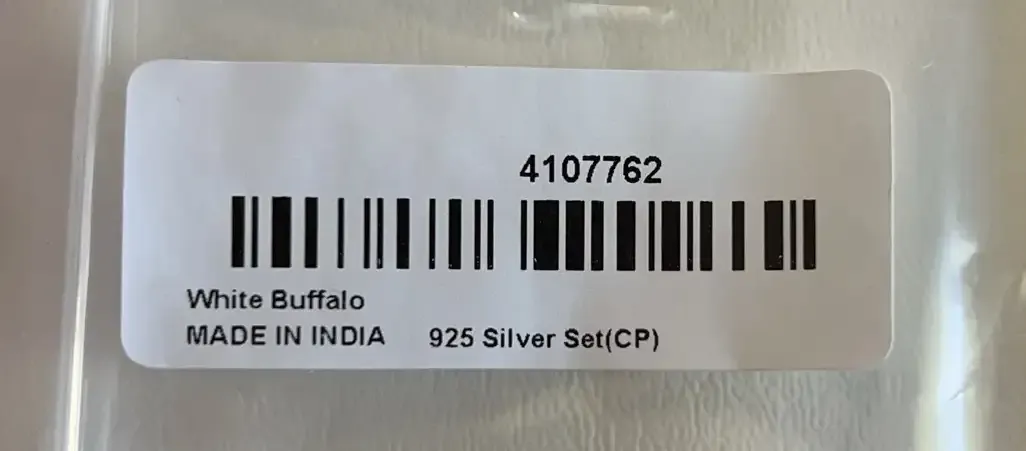 4107762
White Buffalo
MADE IN INDIA 925 Silver Set(CP)